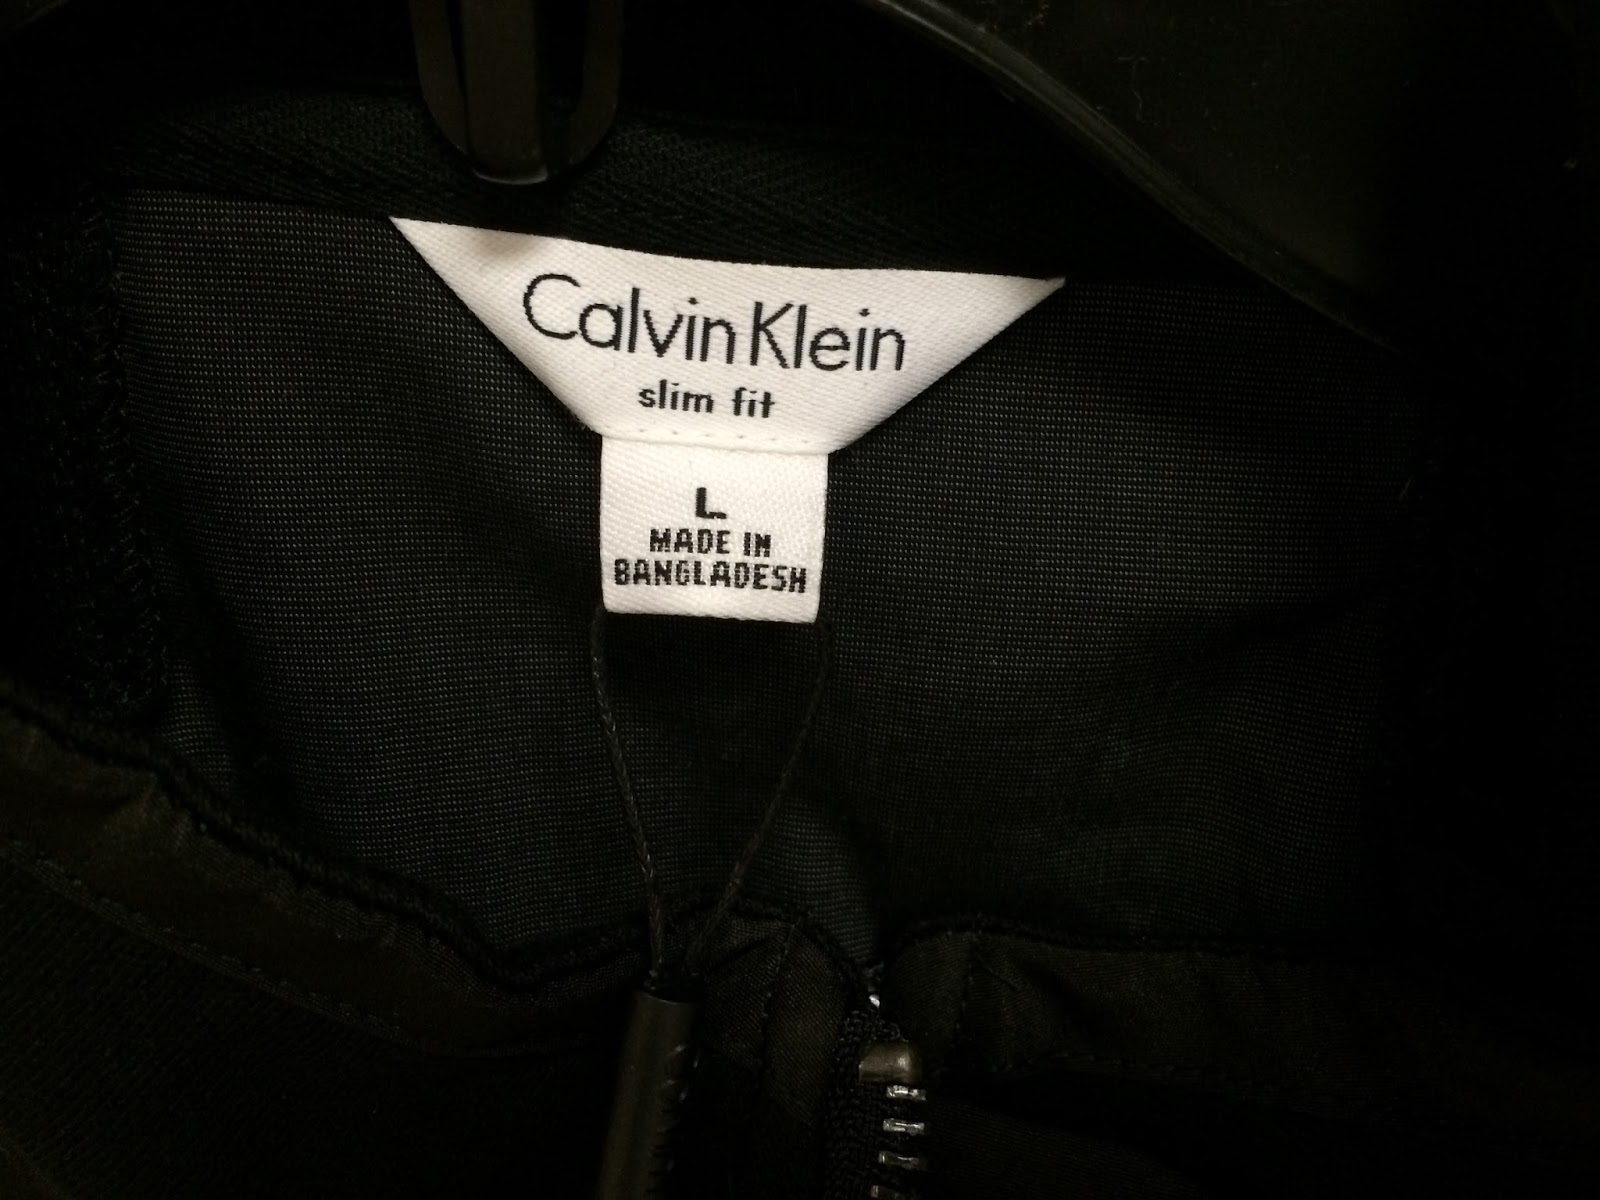 Calvin Klein
slim fit
L
MADE IN
BANGLADESH